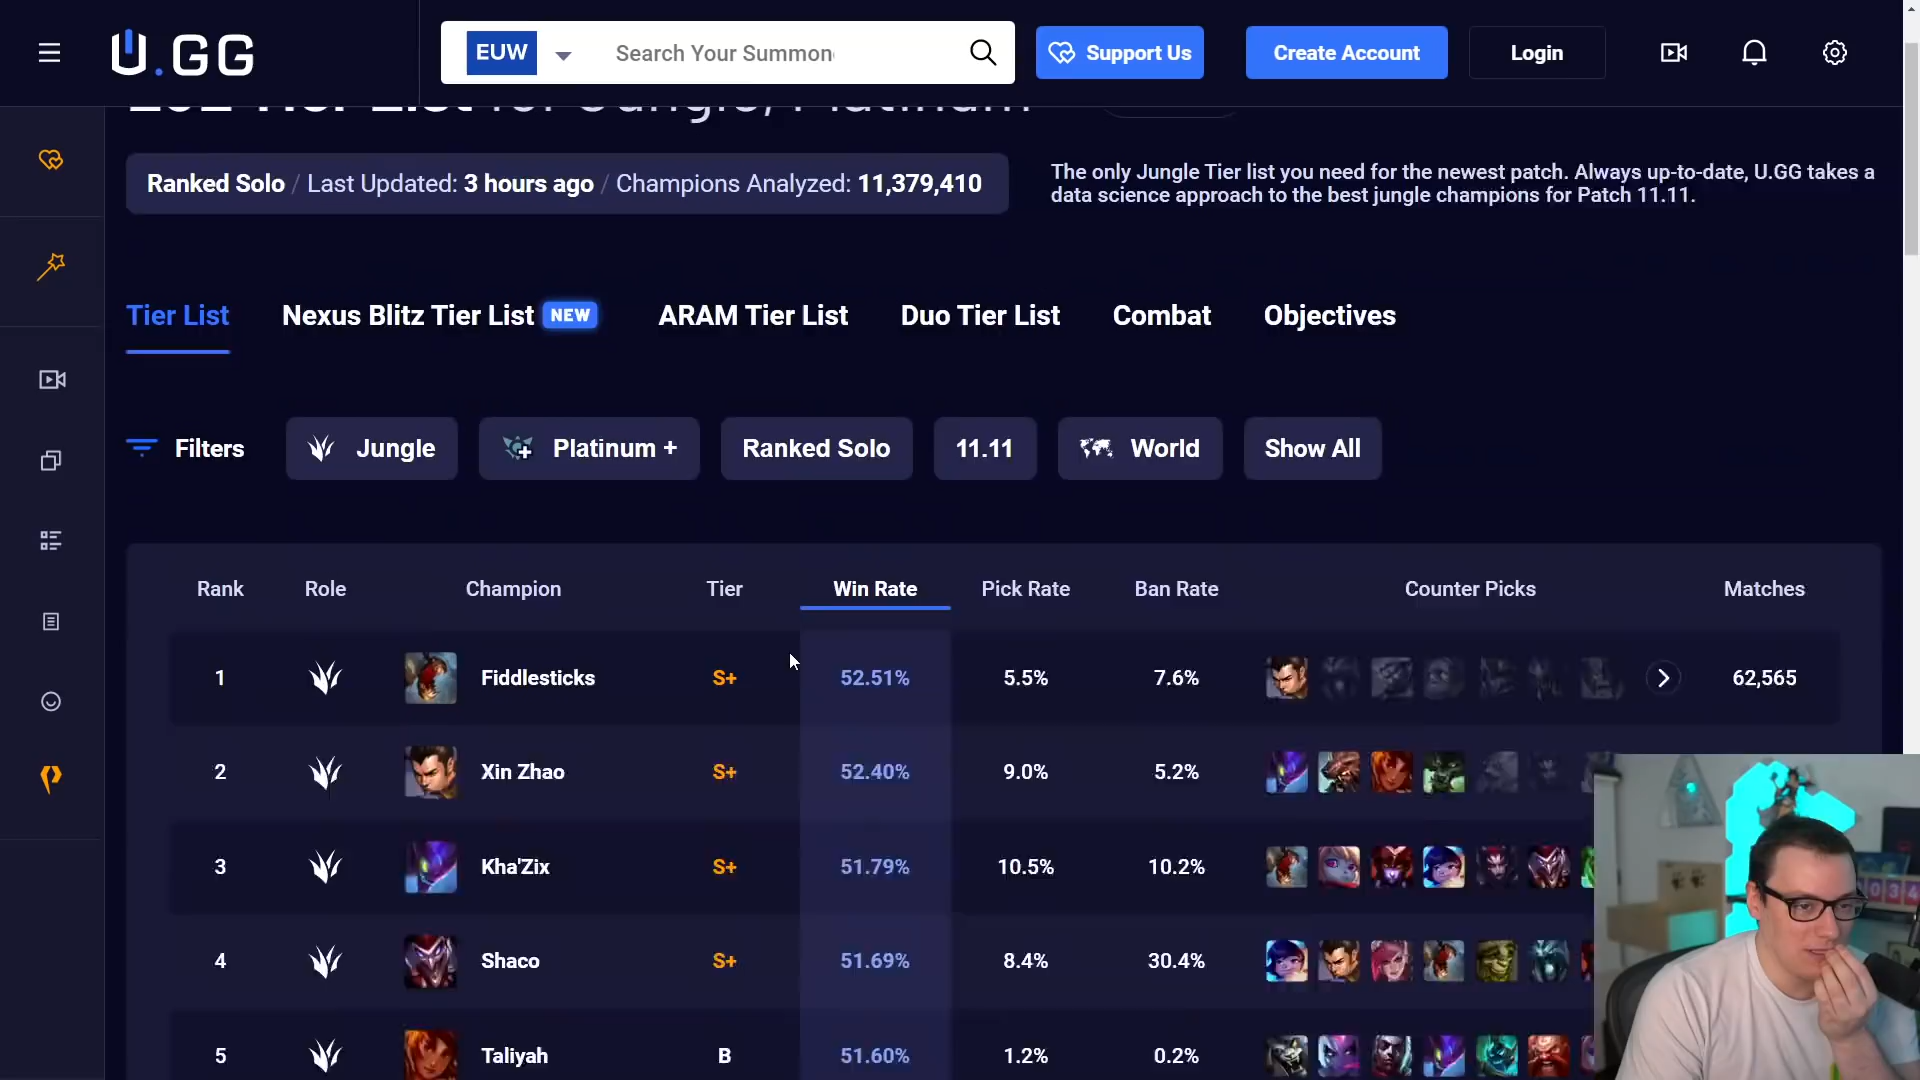 U.GG
EUW
Search Your Summon
Support Us
Create Account
Login
Tier List for Jungle, Platinum
Ranked Solo / Last Updated: 3 hours ago / Champions Analyzed: 11,379,410
The only Jungle Tier list you need for the newest patch. Always up-to-date, U.GG takes a
data science approach to the best jungle champions for Patch 11.11.
Tier List
Nexus Blitz Tier List NEW
ARAM Tier List
Duo Tier List
Combat
Objectives
Filters
Jungle
Platinum +
Ranked Solo
11.11
World
Show All
Rank Role Champion Tier Win Rate Pick Rate Ban Rate Counter Picks Matches
1 Fiddlesticks S+ 52.51% 5.5% 7.6% 62,565
2 Xin Zhao S+ 52.40% 9.0% 5.2%
3 Kha'Zix S+ 51.79% 10.5% 10.2%
4 Shaco S+ 51.69% 8.4% 30.4%
5 Taliyah B 51.60% 1.2% 0.2%